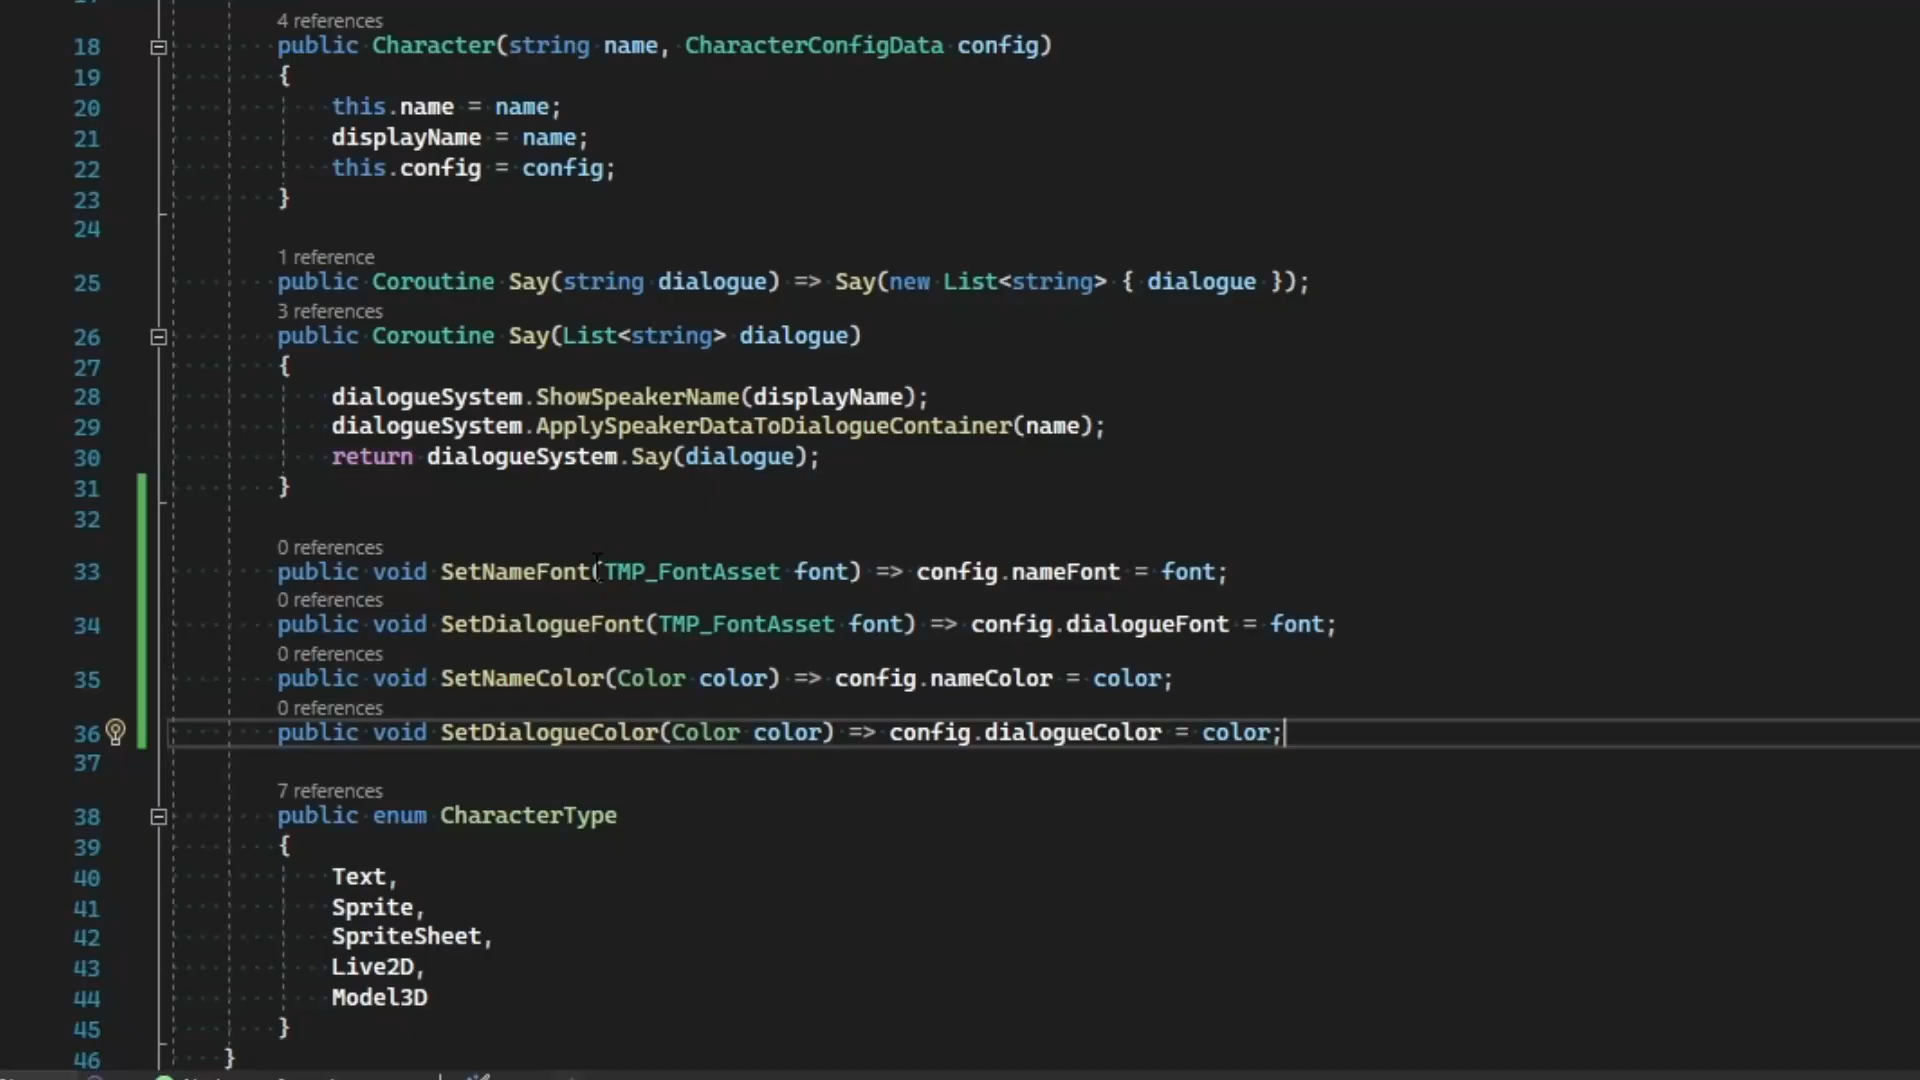 4 references
18 public Character(string name, CharacterConfigData config)
19 {
20 this.name = name;
21 displayName = name;
22 this.config = config;
23 }
24
1 reference
25 public Coroutine Say(string dialogue) => Say(new List<string> { dialogue });
3 references
26 public Coroutine Say(List<string> dialogue)
27 {
28 dialogueSystem.ShowSpeakerName(displayName);
29 dialogueSystem.ApplySpeakerDataToDialogueContainer(name);
30 return dialogueSystem.Say(dialogue);
31 }
32
0 references
33 public void SetNameFont(TMP_FontAsset font) => config.nameFont = font;
0 references
34 public void SetDialogueFont(TMP_FontAsset font) => config.dialogueFont = font;
0 references
35 public void SetNameColor(Color color) => config.nameColor = color;
0 references
36 public void SetDialogueColor(Color color) => config.dialogueColor = color;
37
7 references
38 public enum CharacterType
39 {
40 Text,
41 Sprite,
42 SpriteSheet,
43 Live2D,
44 Model3D
45 }
46 }